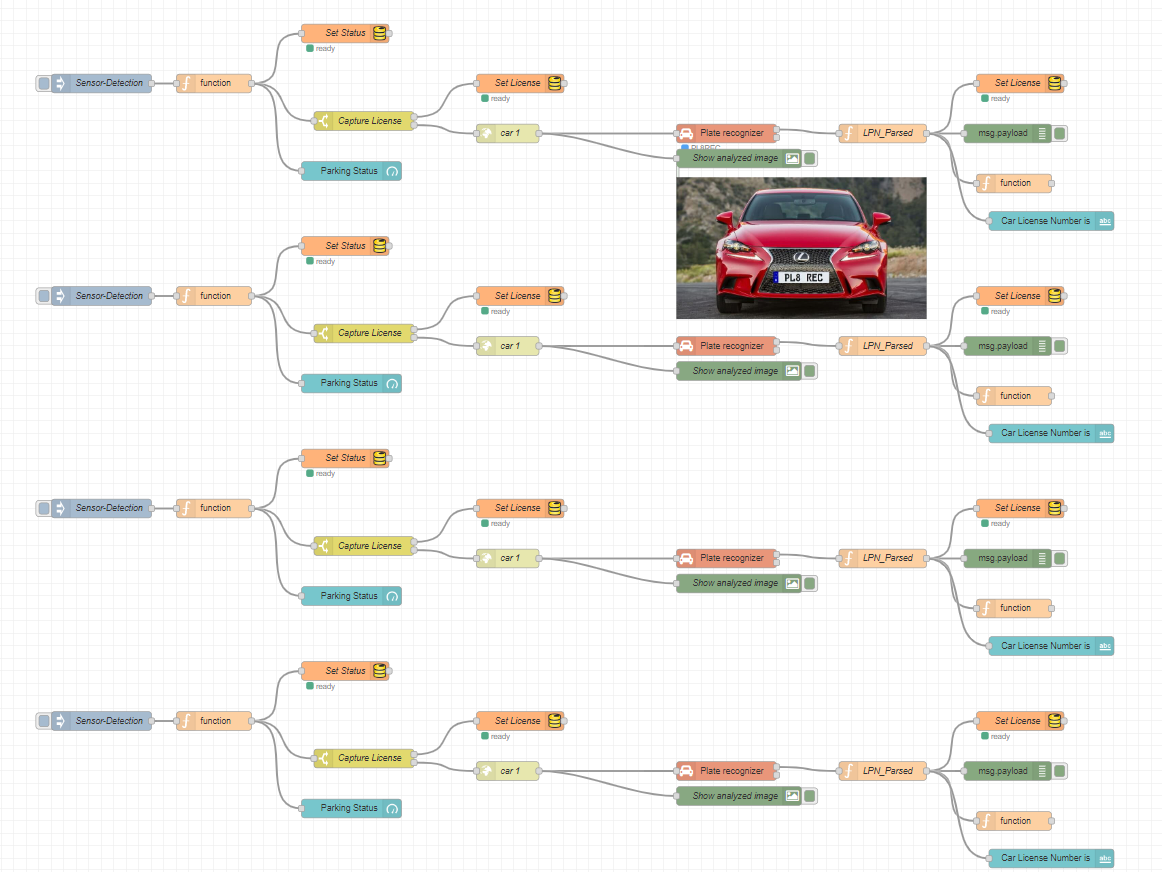 Set Status
ready
Sensor-Detection
function
Set License
ready
Set License
ready
Capture License
car 1
Plate recognizer
LPN_Parsed
msg.payload
PL8REC
Show analyzed image
Parking Status
function
Car License Number is
abc
PL8 REC
Set Status
ready
Sensor-Detection
function
Set License
ready
Set License
ready
Capture License
car 1
Plate recognizer
LPN_Parsed
msg.payload
Show analyzed image
Parking Status
function
Car License Number is
abc
Set Status
ready
Sensor-Detection
function
Set License
ready
Set License
ready
Capture License
car 1
Plate recognizer
LPN_Parsed
msg.payload
Show analyzed image
Parking Status
function
Car License Number is
abc
Set Status
ready
Sensor-Detection
function
Set License
ready
Set License
ready
Capture License
car 1
Plate recognizer
LPN_Parsed
msg.payload
Show analyzed image
Parking Status
function
Car License Number is
abc